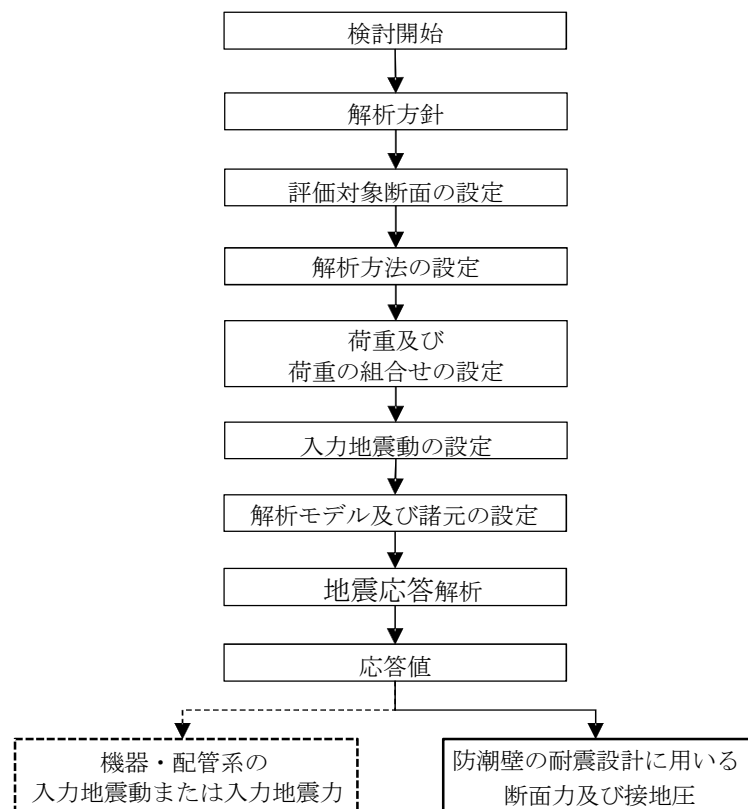 検討開始
解析方針
評価対象断面の設定
解析方法の設定
荷重及び
荷重の組合せの設定
入力地震動の設定
解析モデル及び諸元の設定
地震応答解析
応答値
機器・配管系の
入力地震動または入力地震力
防潮壁の耐震設計に用いる
断面力及び接地圧